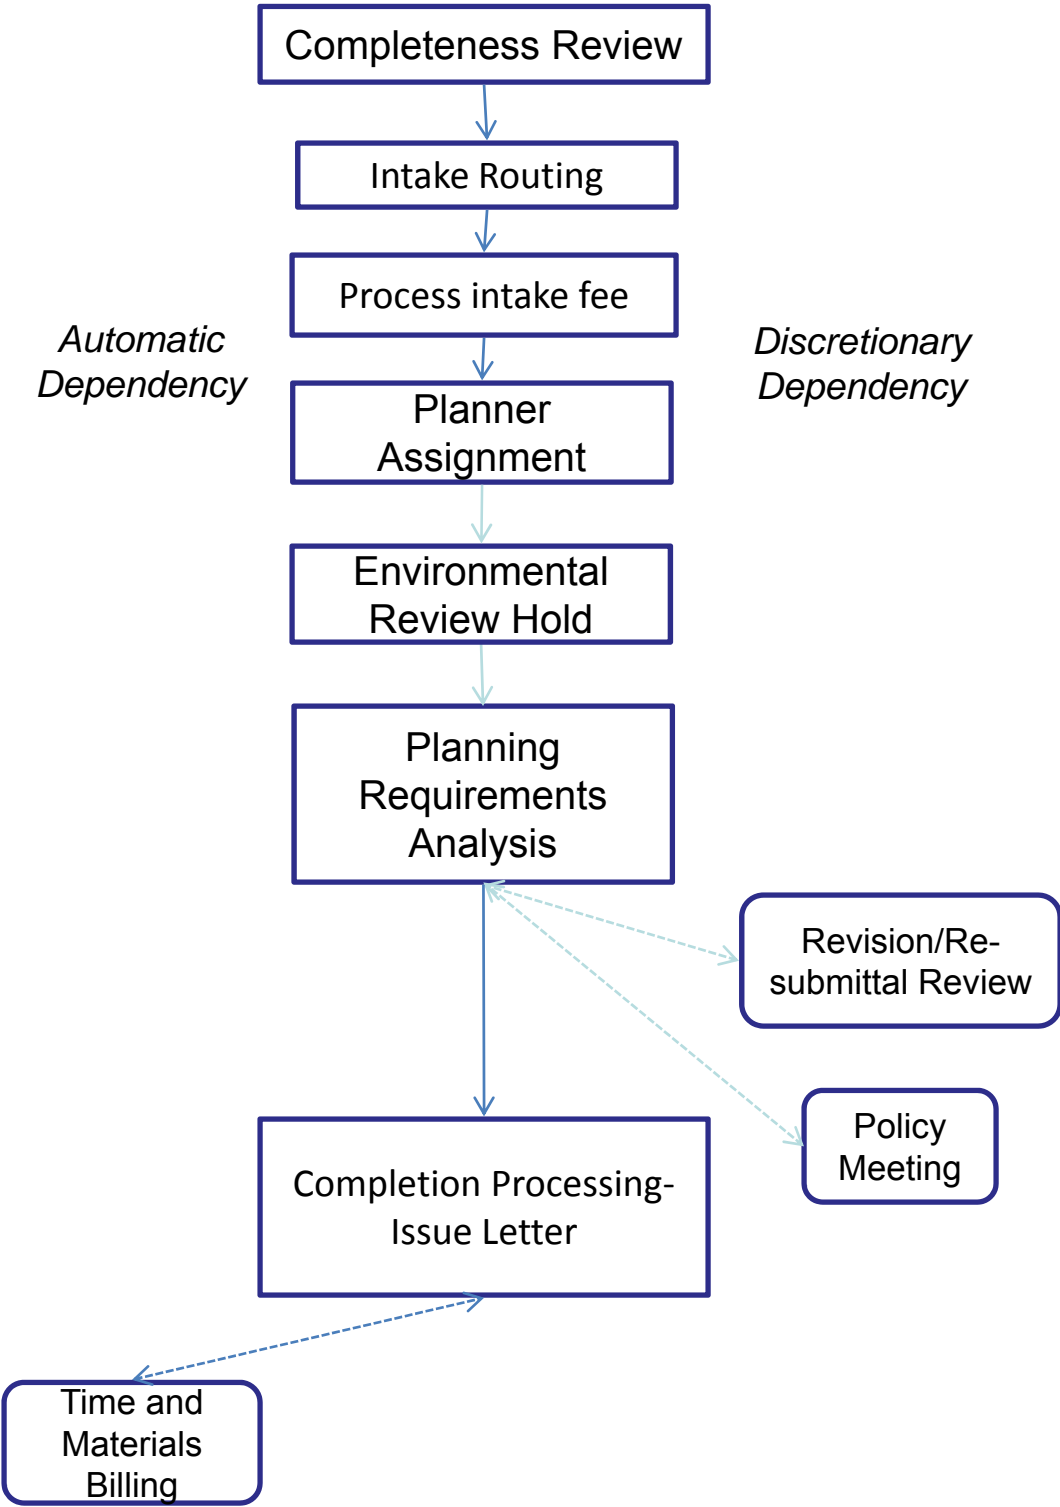 Completeness Review
Intake Routing
Process intake fee
Automatic
Dependency
Discretionary
Dependency
Planner
Assignment
Environmental
Review Hold
Planning
Requirements
Analysis
Revision/Re-
submittal Review
Policy
Meeting
Completion Processing-
Issue Letter
Time and
Materials
Billing